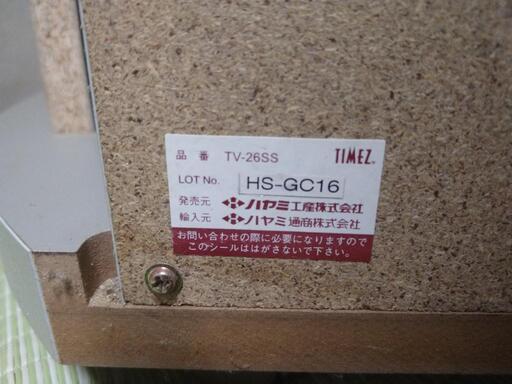 品番 TV-26SS TIMEZ
LOT No. HS-GC16
発売元 ハヤミ工産株式会社
輸入元 ハヤミ通商株式会社
お問い合わせの際に必要になりますので
このシールははがさないで下さい。